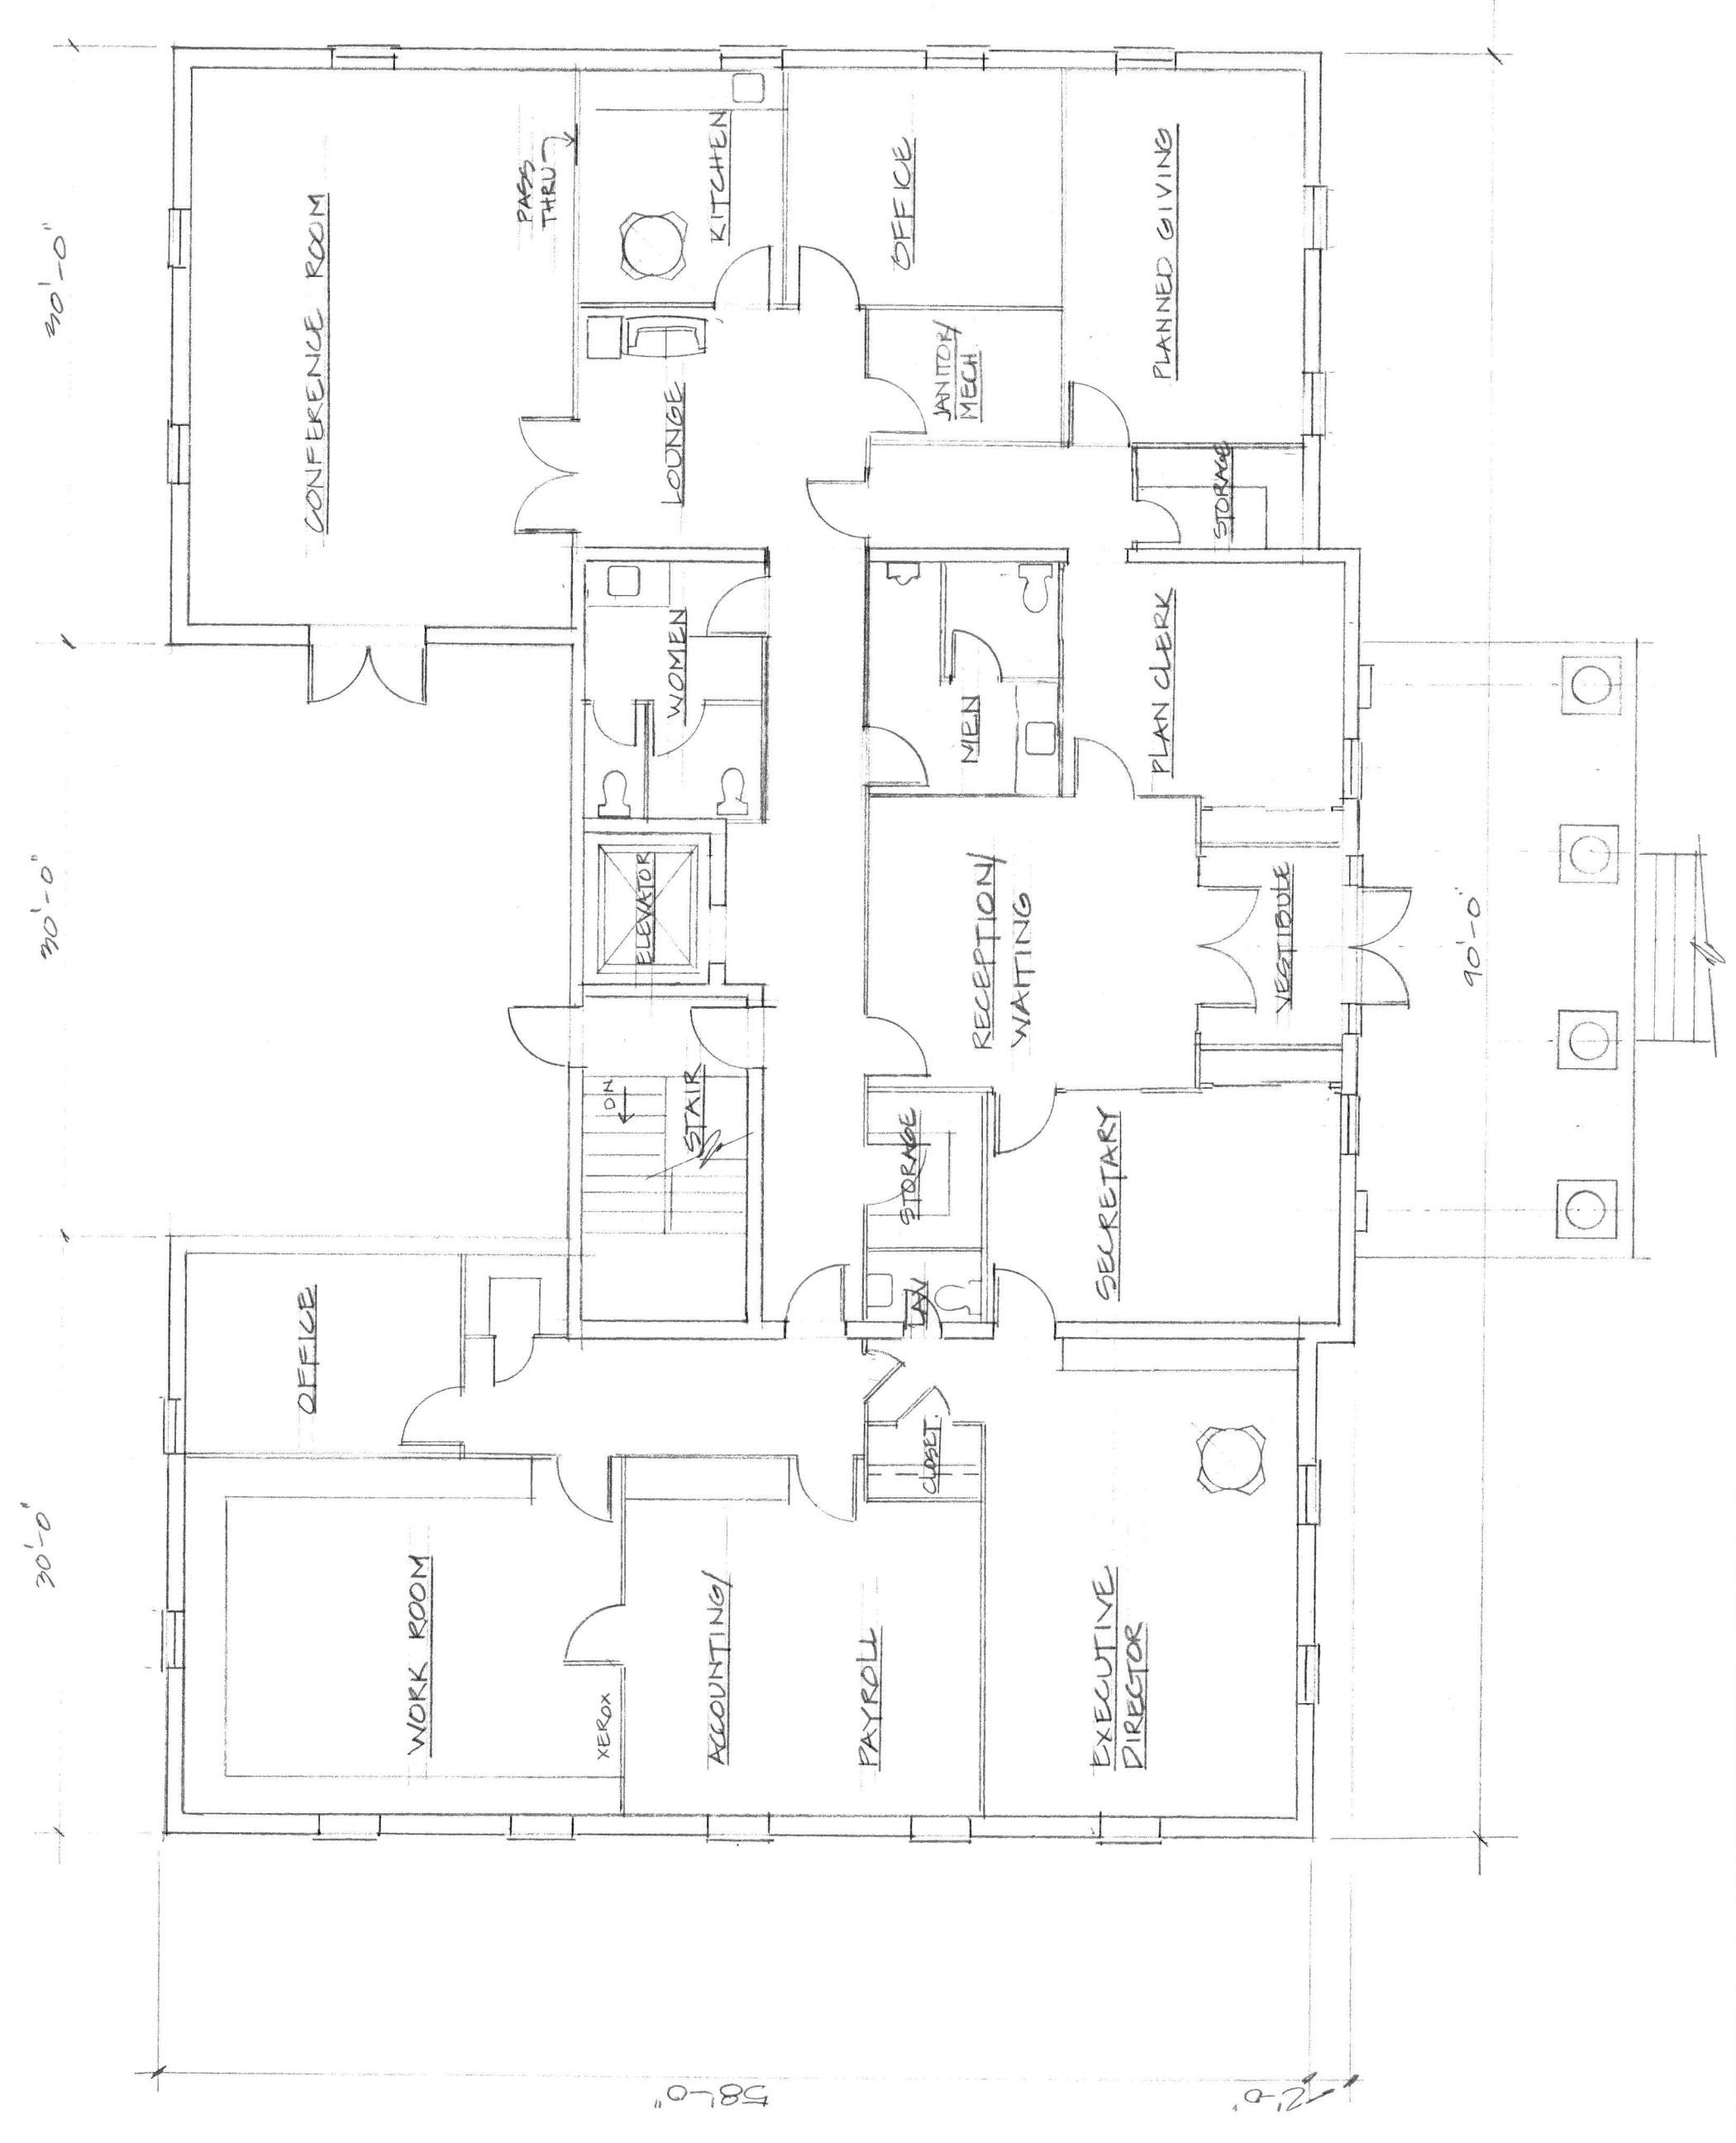 30'-0"
30'-0"
30'-0"
CONFERENCE ROOM
PASS
THRU
KITCHEN
OFFICE
PLANNED GIVING
LOUNGE
JANITOR/
MECH.
STORAGE
WOMEN
MEN
PLAN CLERK
ELEVATOR
RECEPTION/
WAITING
VESTIBULE
DN
STAIR
STORAGE
SECRETARY
LAV
OFFICE
CLOSET
WORK ROOM
XEROX
ACCOUNTING/
PAYROLL
EXECUTIVE
DIRECTOR
90'-0"
58'-0"
2'-0"